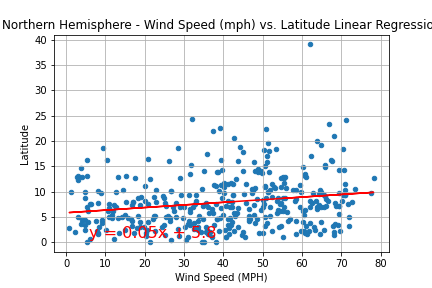 Northern Hemisphere - Wind Speed (mph) vs. Latitude Linear Regressio
40
35
30
25
20
15
10
5
0
Latitude
y = 0.05x + 5.8
0 10 20 30 40 50 60 70 80
Wind Speed (MPH)